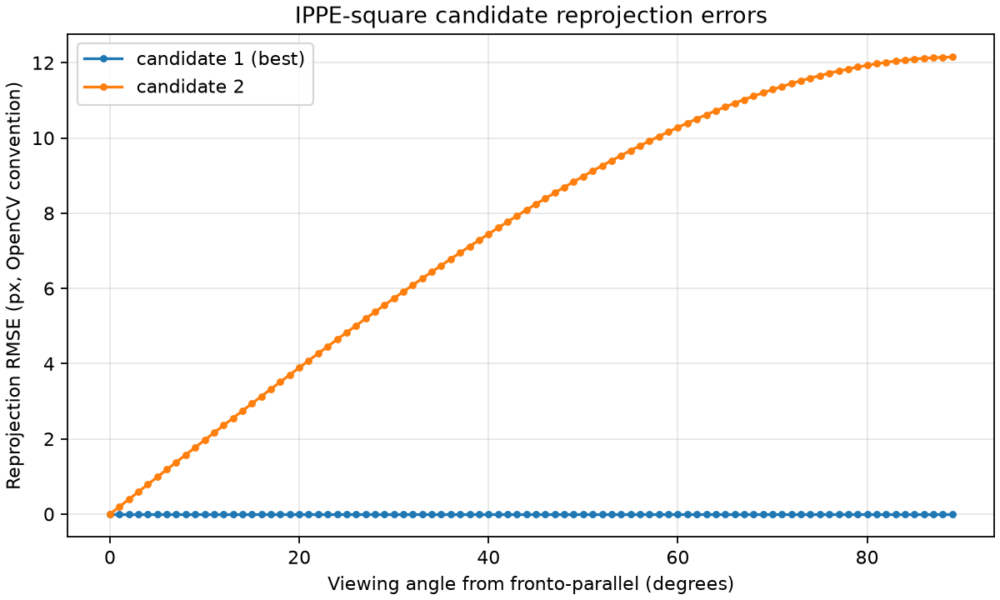 IPPE-square candidate reprojection errors
candidate 1 (best)
candidate 2
Reprojection RMSE (px, OpenCV convention)
12
10
8
6
4
2
0
0
20
40
60
80
Viewing angle from fronto-parallel (degrees)